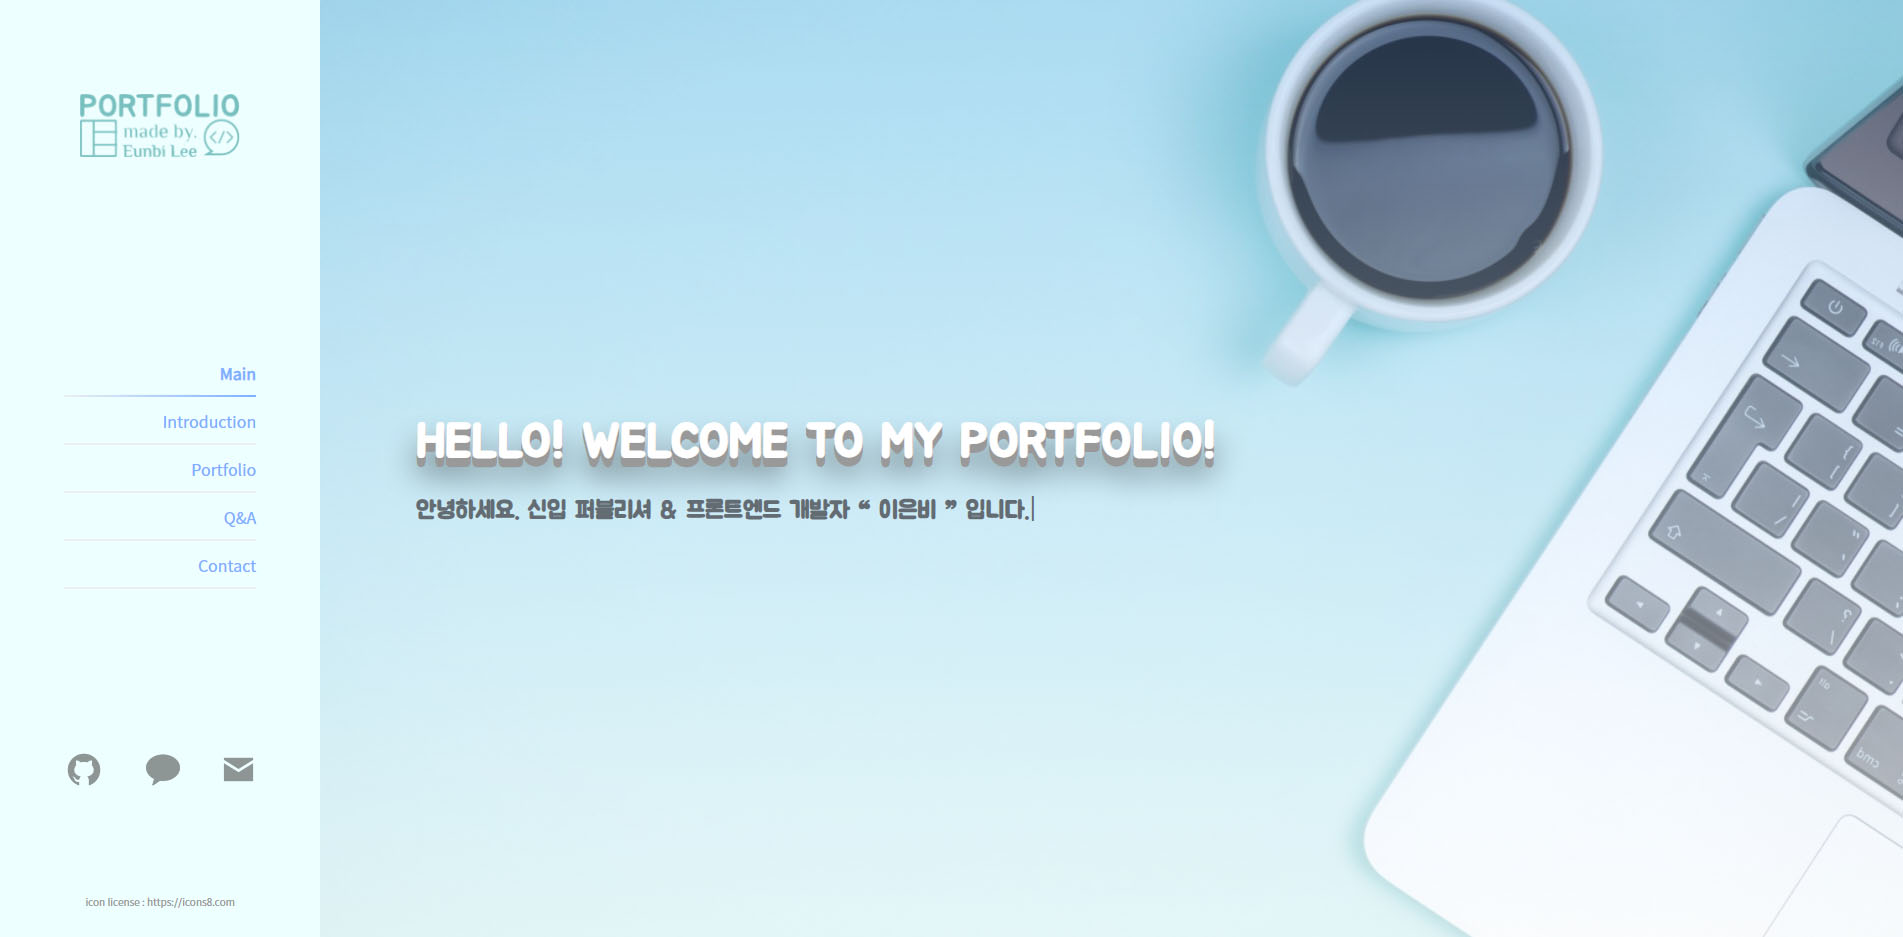 PORTFOLIO
made by.
Eunbi Lee
</>
Main
Introduction
Portfolio
Q&A
Contact
HELLO! WELCOME TO MY PORTFOLIO!
안녕하세요. 신입 퍼블리셔 & 프론트엔드 개발자 “ 이은비 ” 입니다.
cmd
icon license : https://icons8.com